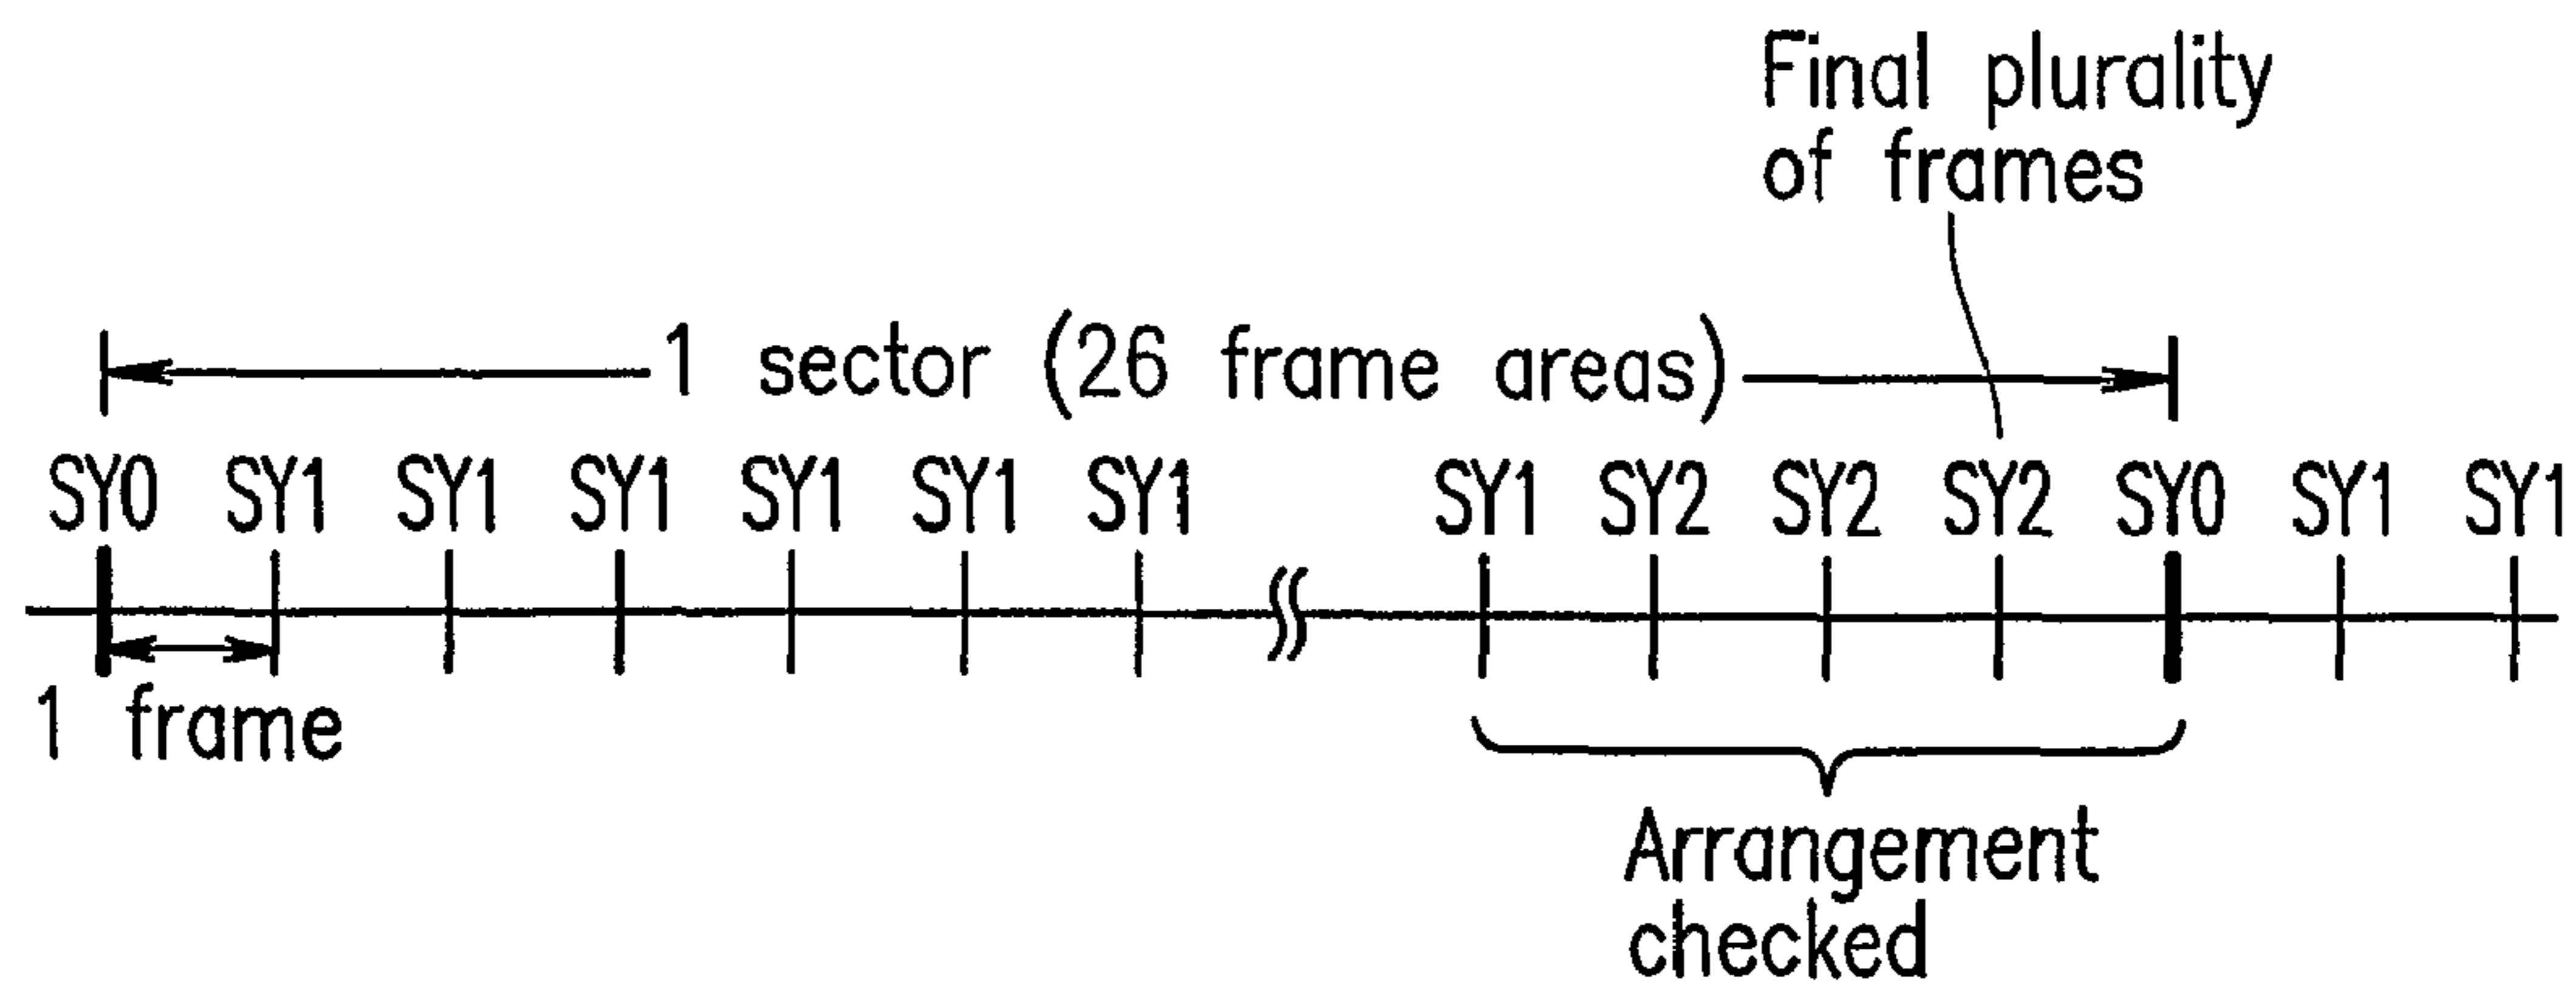 Final plurality
of frames
1 sector (26 frame areas)
SY0 SY1 SY1 SY1 SY1 SY1 SY1 SY1 SY2 SY2 SY2 SY0 SY1 SY1
1 frame
Arrangement
checked